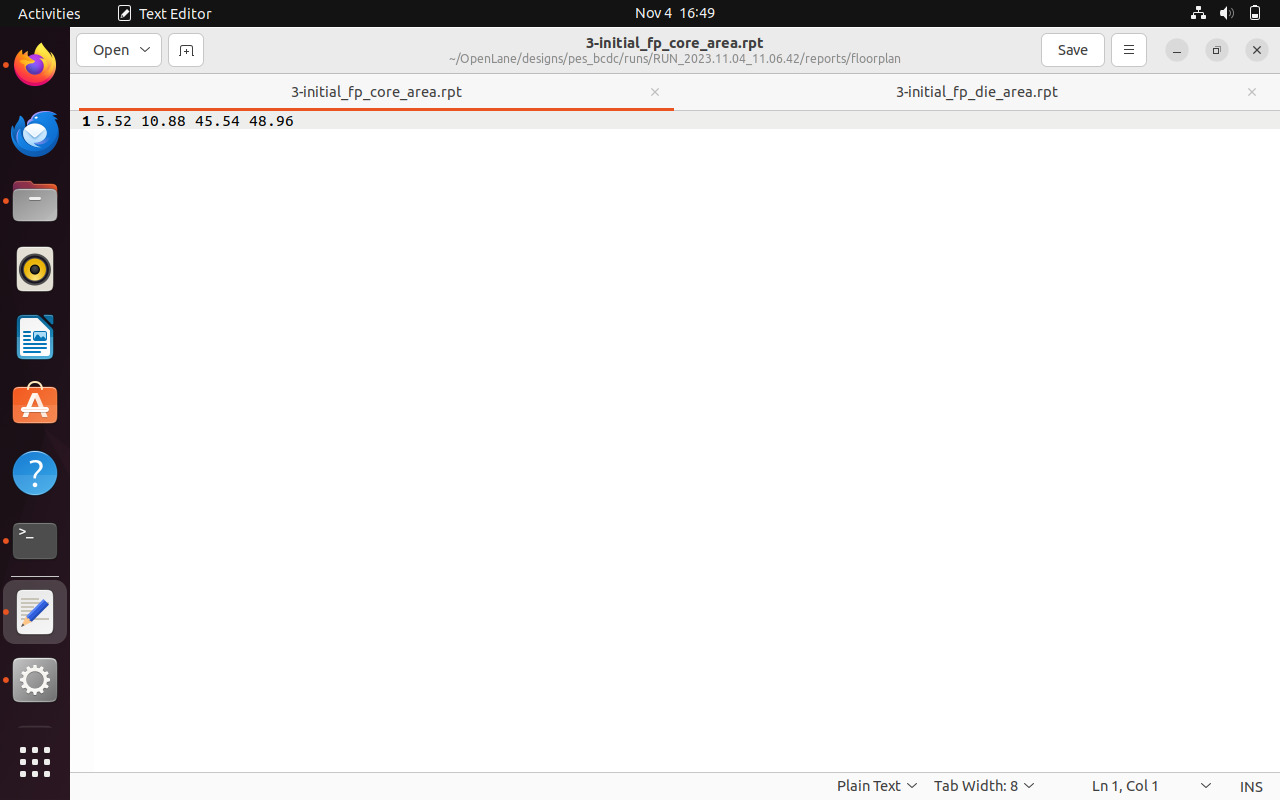 Activities
Text Editor
Nov 4 16:49
Open
3-initial_fp_core_area.rpt
~/OpenLane/designs/pes_bcdc/runs/RUN_2023.11.04_11.06.42/reports/floorplan
Save
3-initial_fp_core_area.rpt
3-initial_fp_die_area.rpt
1 5.52 10.88 45.54 48.96
Plain Text
Tab Width: 8
Ln 1, Col 1
INS